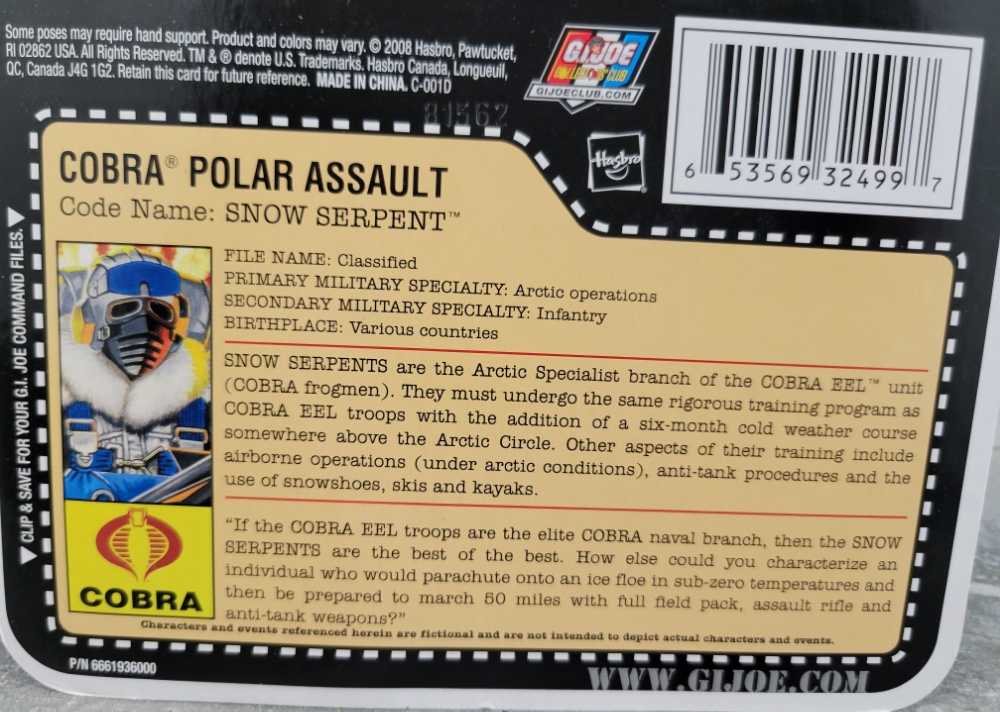 Some poses may require hand support. Product and colors may vary. © 2008 Hasbro, Pawtucket,
RI 02862 USA. All Rights Reserved. TM & ® denote U.S. Trademarks. Hasbro Canada, Longueuil,
QC, Canada J4G 1G2. Retain this card for future reference. MADE IN CHINA. C-001D
81562
GI JOE
COLLECTORS' CLUB
GIJOECLUB.COM
Hasbro
6 53569 32499 7
COBRA® POLAR ASSAULT
Code Name: SNOW SERPENT™
FILE NAME: Classified
PRIMARY MILITARY SPECIALTY: Arctic operations
SECONDARY MILITARY SPECIALTY: Infantry
BIRTHPLACE: Various countries
SNOW SERPENTS are the Arctic Specialist branch of the COBRA EEL™ unit
(COBRA frogmen). They must undergo the same rigorous training program as
COBRA EEL troops with the addition of a six-month cold weather course
somewhere above the Arctic Circle. Other aspects of their training include
airborne operations (under arctic conditions), anti-tank procedures and the
use of snowshoes, skis and kayaks.
"If the COBRA EEL troops are the elite COBRA naval branch, then the SNOW
SERPENTS are the best of the best. How else could you characterize an
individual who would parachute onto an ice floe in sub-zero temperatures and
then be prepared to march 50 miles with full field pack, assault rifle and
anti-tank weapons?"
COBRA
Characters and events referenced herein are fictional and are not intended to depict actual characters and events.
▼CLIP & SAVE FOR YOUR G.I. JOE COMMAND FILES.▼
P/N 6661936000
WWW.GIJOE.COM